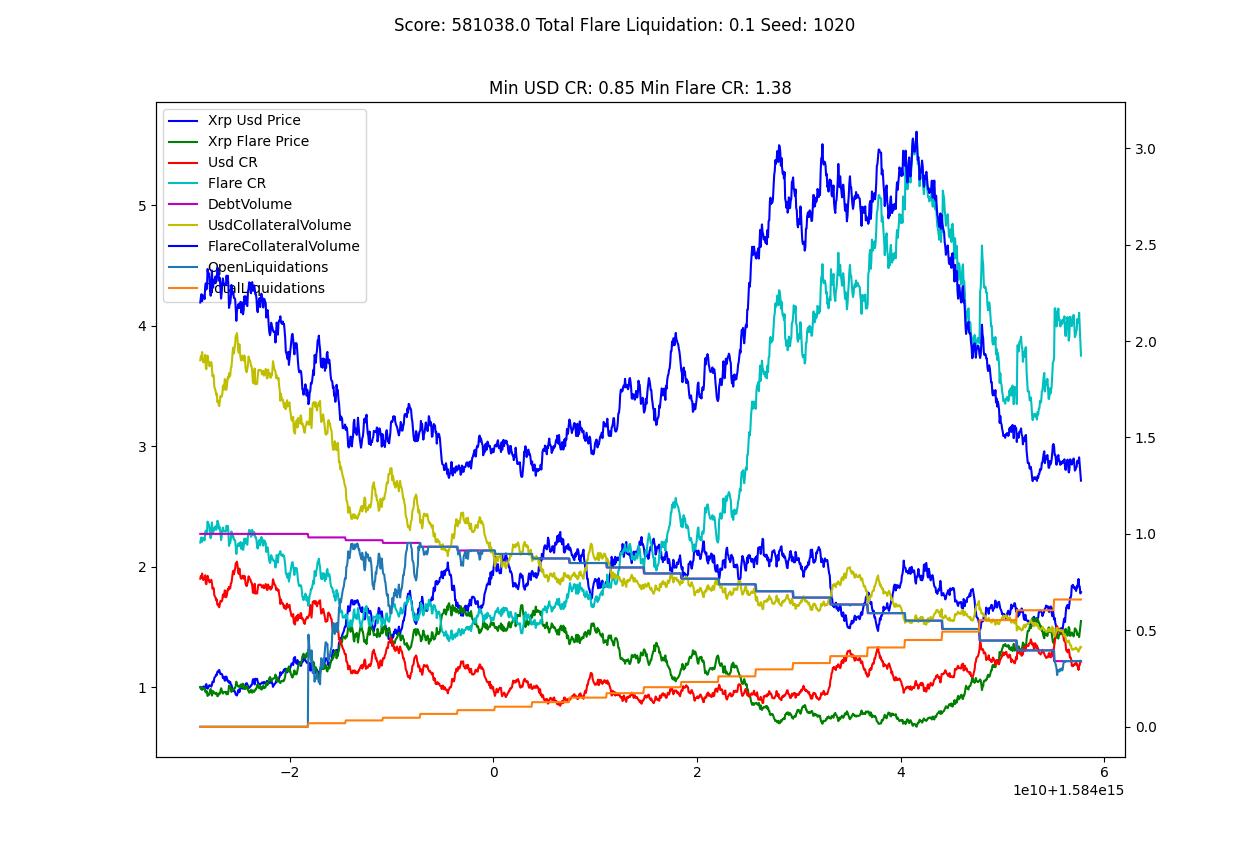 Score: 581038.0 Total Flare Liquidation: 0.1 Seed: 1020
Min USD CR: 0.85 Min Flare CR: 1.38
Xrp Usd Price
Xrp Flare Price
Usd CR
Flare CR
DebtVolume
UsdCollateralVolume
FlareCollateralVolume
OpenLiquidations
TotalLiquidations
5
4
3
2
1
3.0
2.5
2.0
1.5
1.0
0.5
0.0
−2 0 2 4 6
1e10+1.584e15